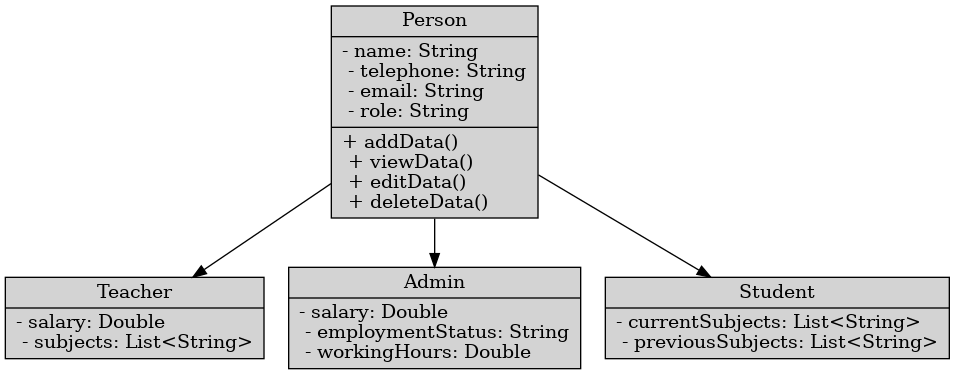 Person
- name: String
- telephone: String
- email: String
- role: String
+ addData()
+ viewData()
+ editData()
+ deleteData()
Teacher
- salary: Double
- subjects: List<String>
Admin
- salary: Double
- employmentStatus: String
- workingHours: Double
Student
- currentSubjects: List<String>
- previousSubjects: List<String>